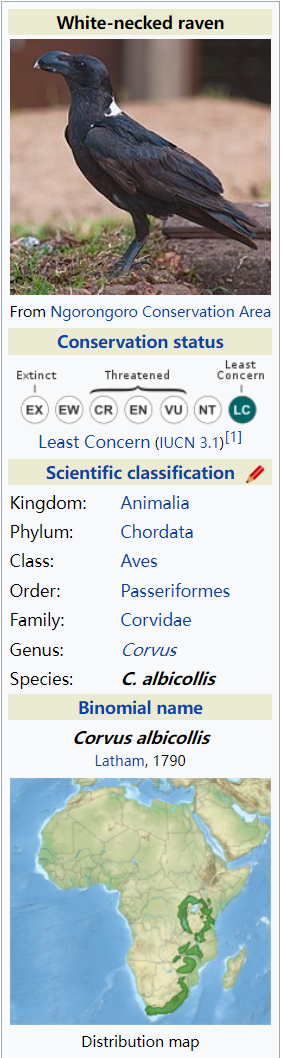 White-necked raven
From Ngorongoro Conservation Area
Conservation status
Extinct Threatened Least Concern
EX EW CR EN VU NT LC
Least Concern (IUCN 3.1)[1]
Scientific classification
Kingdom: Animalia
Phylum: Chordata
Class: Aves
Order: Passeriformes
Family: Corvidae
Genus: Corvus
Species: C. albicollis
Binomial name
Corvus albicollis
Latham, 1790
Distribution map